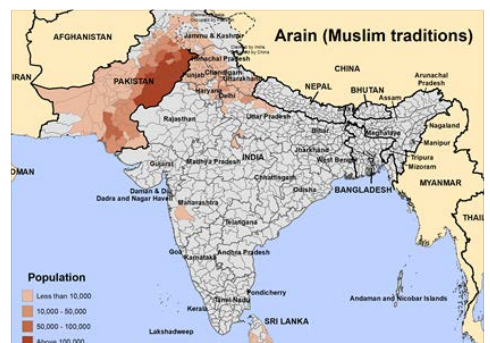 Arain (Muslim traditions)
AFGHANISTAN
Jammu & Kashmir
CHINA
Himachal Pradesh
Arunachal
Pradesh
IRAN
PAKISTAN
Punjab
Chandigarh
Uttarakhand
NEPAL
BHUTAN
Haryana
Delhi
Assam
Nagaland
Rajasthan
Uttar Pradesh
Bihar
Meghalaya
Manipur
Jharkhand
Tripura
Mizoram
Gujarat
Madhya Pradesh
INDIA
West Bengal
OMAN
Chhattisgarh
MYANMAR
Daman & Di
Odisha
BANGLADESH
Dadra and Nagar Haveli
Maharashtra
THAIL
Telangana
Goa
Karnataka
Andhra Pradesh
Population
Pondicherry
Less than 10,000
Andaman and Nicobar Islands
Kerala
Tamil Nadu
10,000 - 50,000
50,000 - 100,000
SRI LANKA
Lakshadweep
Above 100,000